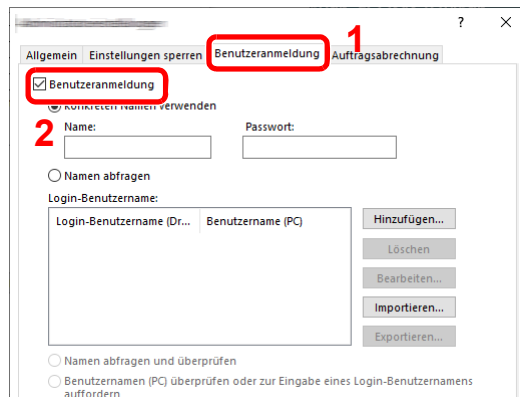 ? ×
1
Allgemein Einstellungen sperren Benutzeranmeldung Auftragsabrechnung
Benutzeranmeldung
Konkreten Namen verwenden
2
Name: Passwort:
Namen abfragen
Login-Benutzername:
Login-Benutzername (Dr... Benutzername (PC)
Hinzufügen...
Löschen
Bearbeiten...
Importieren...
Exportieren...
Namen abfragen und überprüfen
Benutzernamen (PC) überprüfen oder zur Eingabe eines Login-Benutzernamens
auffordern